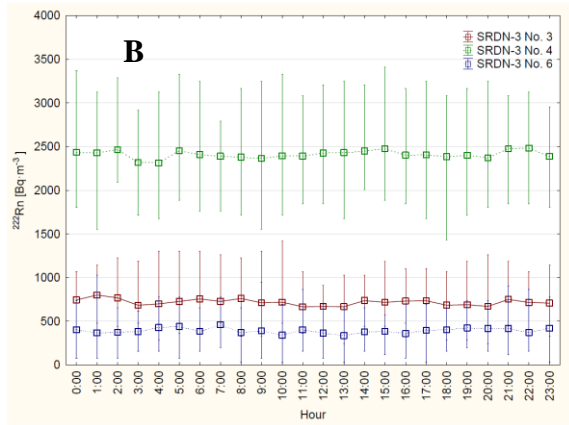 B
SRDN-3 No. 3
SRDN-3 No. 4
SRDN-3 No. 6
4000
3500
3000
2500
2000
1500
1000
500
0
²²²Rn [Bq·m⁻³]
0:00 1:00 2:00 3:00 4:00 5:00 6:00 7:00 8:00 9:00 10:00 11:00 12:00 13:00 14:00 15:00 16:00 17:00 18:00 19:00 20:00 21:00 22:00 23:00
Hour